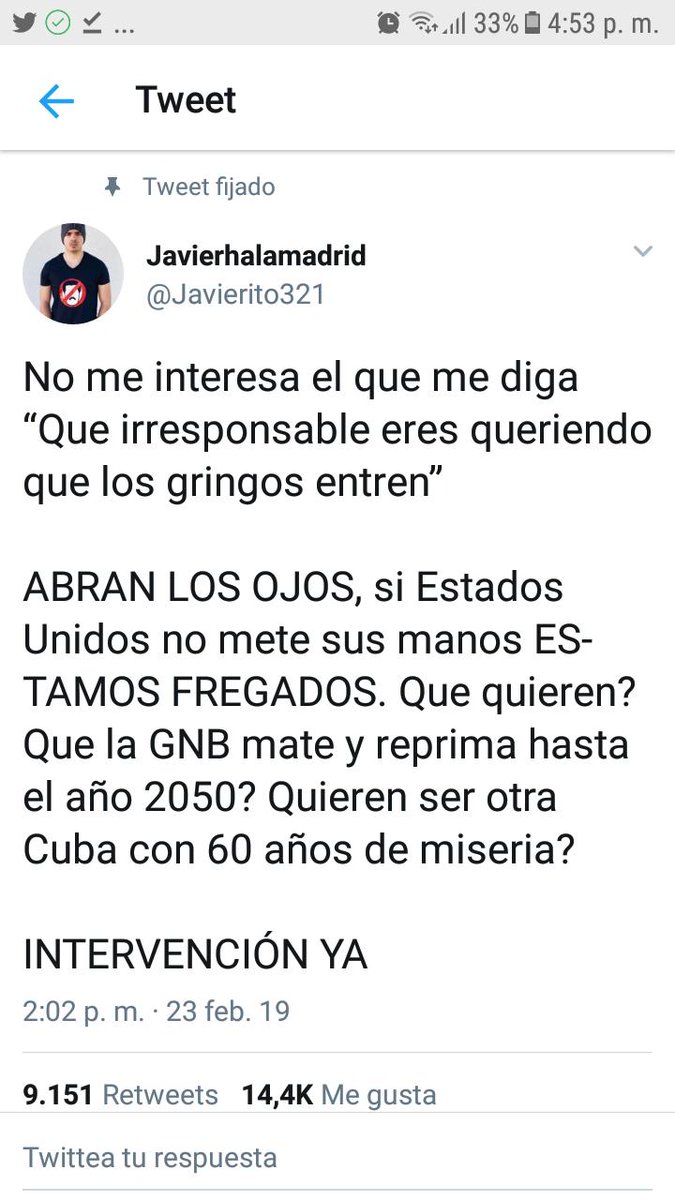 ... 33% 4:53 p. m.
Tweet
Tweet fijado
Javierhalamadrid
@Javierito321
No me interesa el que me diga
“Que irresponsable eres queriendo
que los gringos entren”
ABRAN LOS OJOS, si Estados
Unidos no mete sus manos ES-
TAMOS FREGADOS. Que quieren?
Que la GNB mate y reprima hasta
el año 2050? Quieren ser otra
Cuba con 60 años de miseria?
INTERVENCIÓN YA
2:02 p. m. · 23 feb. 19
9.151 Retweets 14,4K Me gusta
Twittea tu respuesta